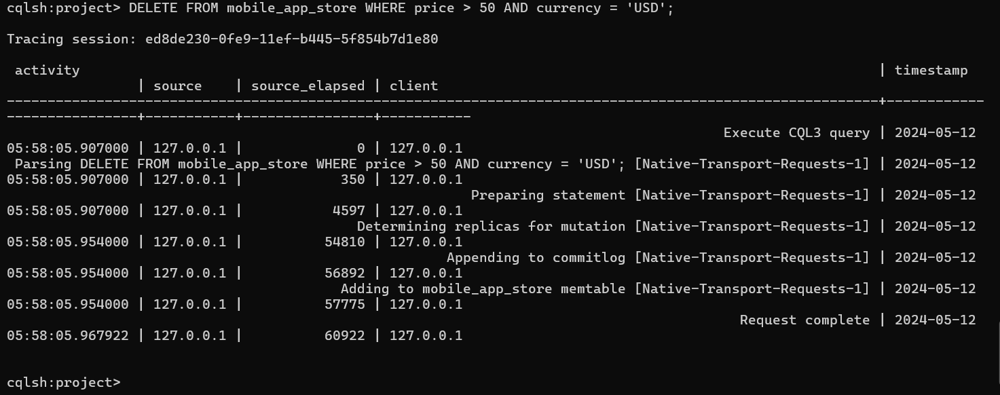 cqlsh:project> DELETE FROM mobile_app_store WHERE price > 50 AND currency = 'USD';
Tracing session: ed8de230-0fe9-11ef-b445-5f854b7d1e80
activity | timestamp
| source | source_elapsed | client
-----------------------------------------------------------------------------------------------------------+------------
-----------------+------------+----------------+-----------
Execute CQL3 query | 2024-05-12
05:58:05.907000 | 127.0.0.1 | 0 | 127.0.0.1
Parsing DELETE FROM mobile_app_store WHERE price > 50 AND currency = 'USD'; [Native-Transport-Requests-1] | 2024-05-12
05:58:05.907000 | 127.0.0.1 | 350 | 127.0.0.1
Preparing statement [Native-Transport-Requests-1] | 2024-05-12
05:58:05.907000 | 127.0.0.1 | 4597 | 127.0.0.1
Determining replicas for mutation [Native-Transport-Requests-1] | 2024-05-12
05:58:05.954000 | 127.0.0.1 | 54810 | 127.0.0.1
Appending to commitlog [Native-Transport-Requests-1] | 2024-05-12
05:58:05.954000 | 127.0.0.1 | 56892 | 127.0.0.1
Adding to mobile_app_store memtable [Native-Transport-Requests-1] | 2024-05-12
05:58:05.954000 | 127.0.0.1 | 57775 | 127.0.0.1
Request complete | 2024-05-12
05:58:05.967922 | 127.0.0.1 | 60922 | 127.0.0.1
cqlsh:project>